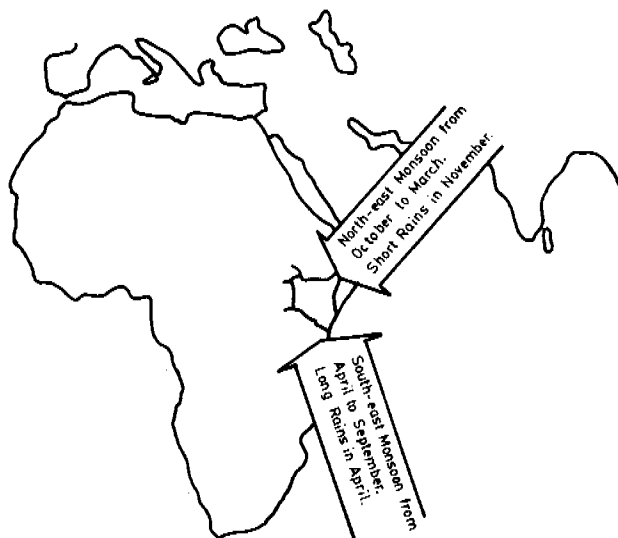 North-east Monsoon from
October to March.
Short Rains in November.
South-east Monsoon from
April to September.
Long Rains in April.